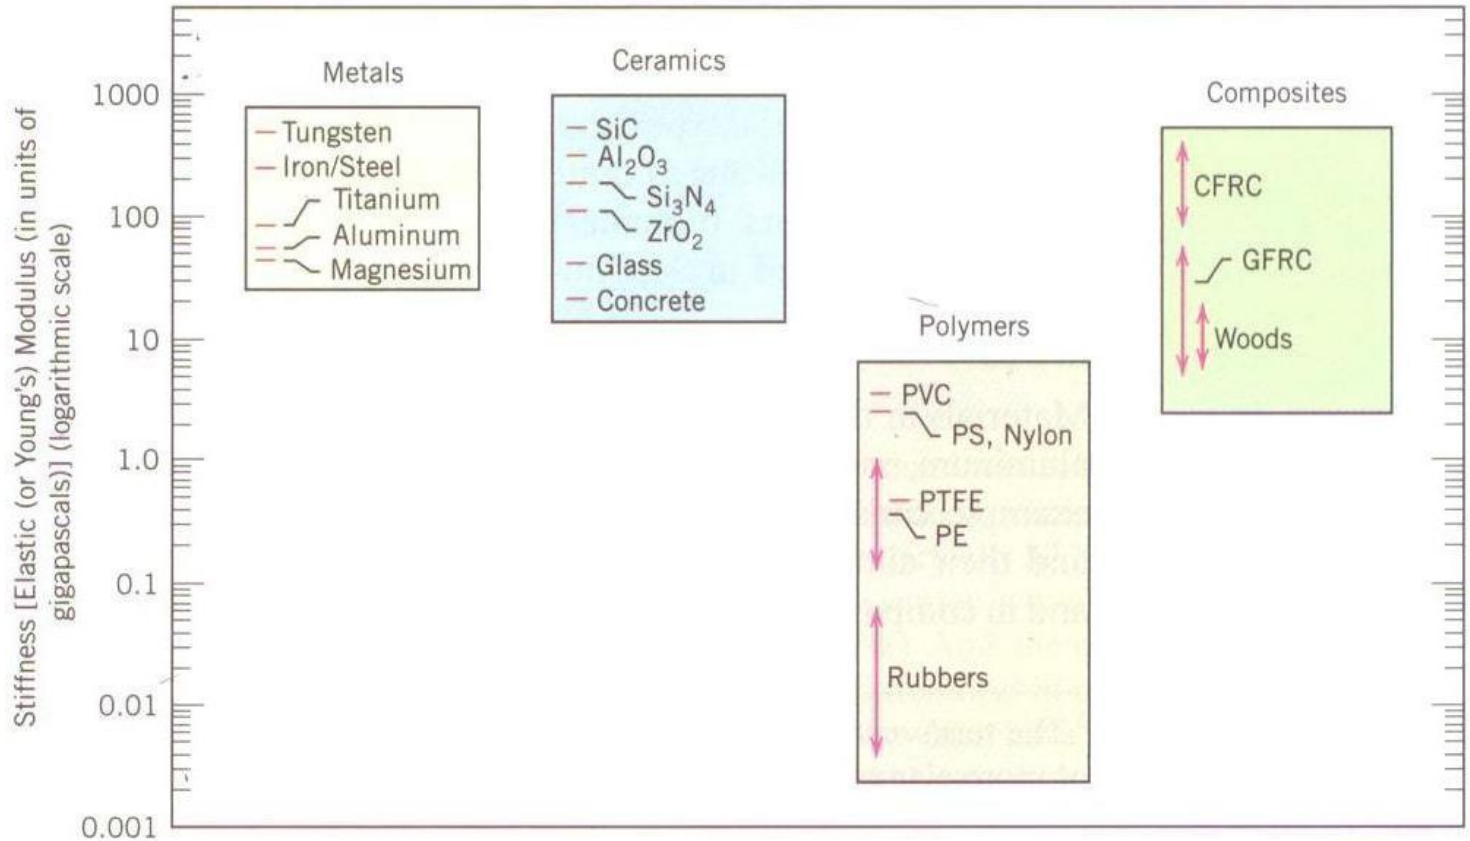 Stiffness [Elastic (or Young's) Modulus (in units of
gigapascals)] (logarithmic scale)
1000
100
10
1.0
0.1
0.01
0.001
Metals
Tungsten
Iron/Steel
Titanium
Aluminum
Magnesium
Ceramics
SiC
Al₂O₃
Si₃N₄
ZrO₂
Glass
Concrete
Polymers
PVC
PS, Nylon
PTFE
PE
Rubbers
Composites
CFRC
GFRC
Woods